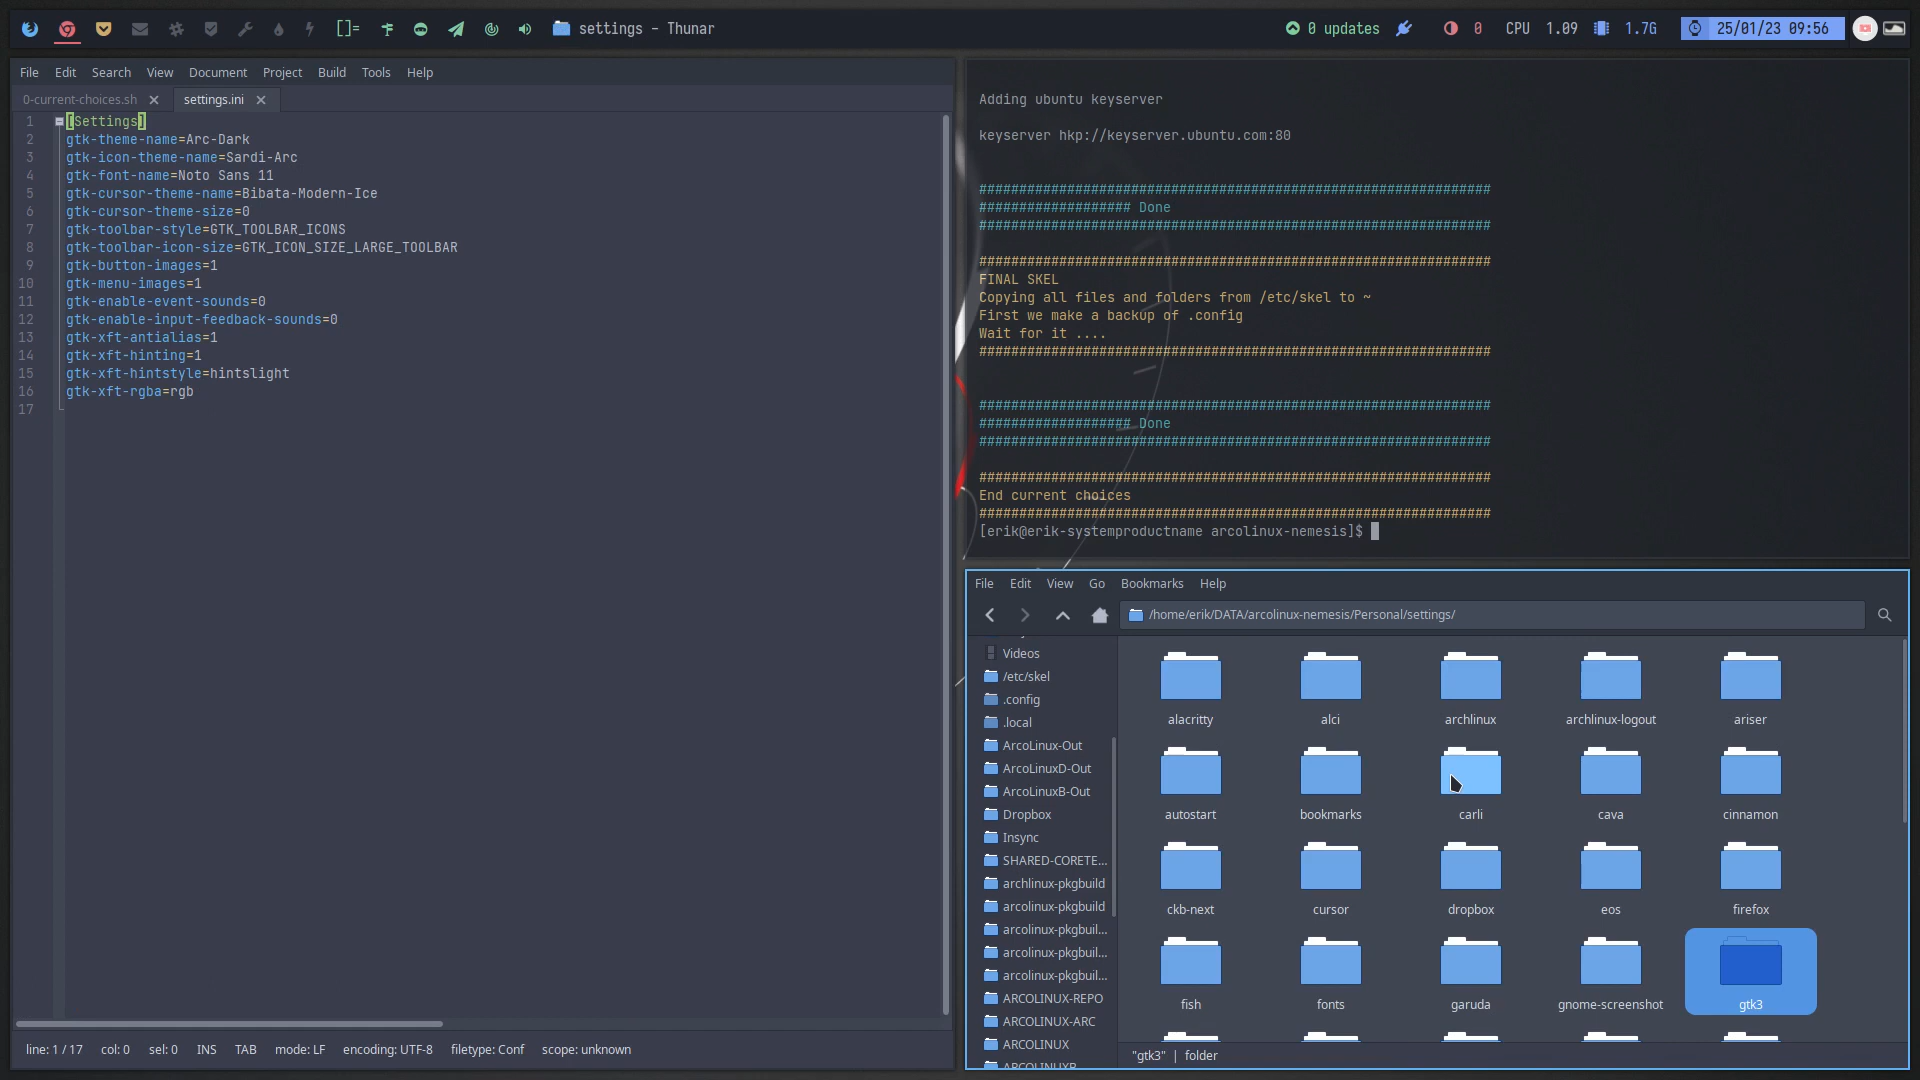 []= settings - Thunar
0 updates 0 CPU 1.09 1.7G 25/01/23 09:56
File Edit Search View Document Project Build Tools Help
0-current-choices.sh settings.ini
1 [Settings]
2 gtk-theme-name=Arc-Dark
3 gtk-icon-theme-name=Sardi-Arc
4 gtk-font-name=Noto Sans 11
5 gtk-cursor-theme-name=Bibata-Modern-Ice
6 gtk-cursor-theme-size=0
7 gtk-toolbar-style=GTK_TOOLBAR_ICONS
8 gtk-toolbar-icon-size=GTK_ICON_SIZE_LARGE_TOOLBAR
9 gtk-button-images=1
10 gtk-menu-images=1
11 gtk-enable-event-sounds=0
12 gtk-enable-input-feedback-sounds=0
13 gtk-xft-antialias=1
14 gtk-xft-hinting=1
15 gtk-xft-hintstyle=hintslight
16 gtk-xft-rgba=rgb
17
line: 1 / 17 col: 0 sel: 0 INS TAB mode: LF encoding: UTF-8 filetype: Conf scope: unknown
Adding ubuntu keyserver
keyserver hkp://keyserver.ubuntu.com:80
################################################################
################### Done
################################################################
################################################################
FINAL SKEL
Copying all files and folders from /etc/skel to ~
First we make a backup of .config
Wait for it ....
################################################################
################################################################
################### Done
################################################################
################################################################
End current choices
################################################################
[erik@erik-systemproductname arcolinux-nemesis]$
File Edit View Go Bookmarks Help
/home/erik/DATA/arcolinux-nemesis/Personal/settings/
Videos
/etc/skel
.config
.local
ArcoLinux-Out
ArcoLinuxD-Out
ArcoLinuxB-Out
Dropbox
Insync
SHARED-CORETE...
archlinux-pkgbuild
arcolinux-pkgbuild
arcolinux-pkgbuil...
arcolinux-pkgbuil...
arcolinux-pkgbuil...
ARCOLINUX-REPO
ARCOLINUX-ARC
ARCOLINUX
ARCOLINUXB
alacritty alci archlinux archlinux-logout ariser
autostart bookmarks carli cava cinnamon
ckb-next cursor dropbox eos firefox
fish fonts garuda gnome-screenshot gtk3
"gtk3" | folder